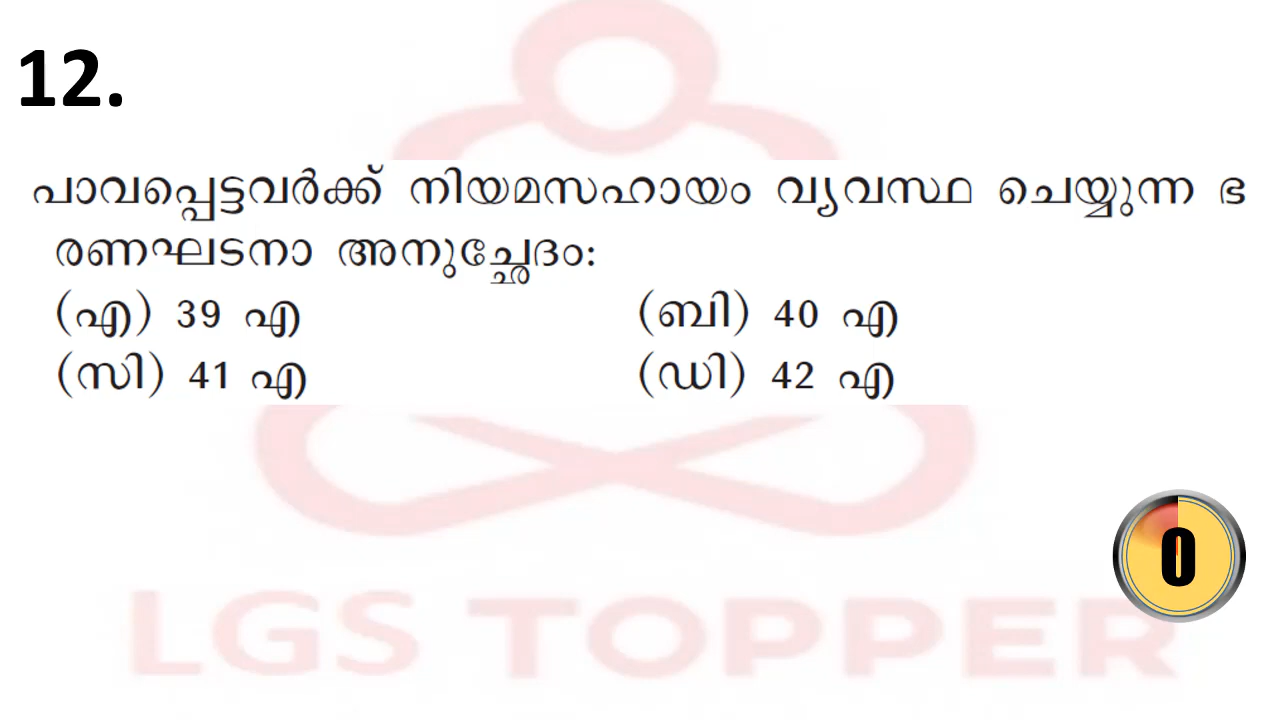 12.
പാവപ്പെട്ടവർക്ക് നിയമസഹായം വ്യവസ്ഥ ചെയ്യുന്ന ഭ
രണഘടനാ അനുച്ഛേദം:
(എ) 39 എ (ബി) 40 എ
(സി) 41 എ (ഡി) 42 എ
0
LGS TOPPER